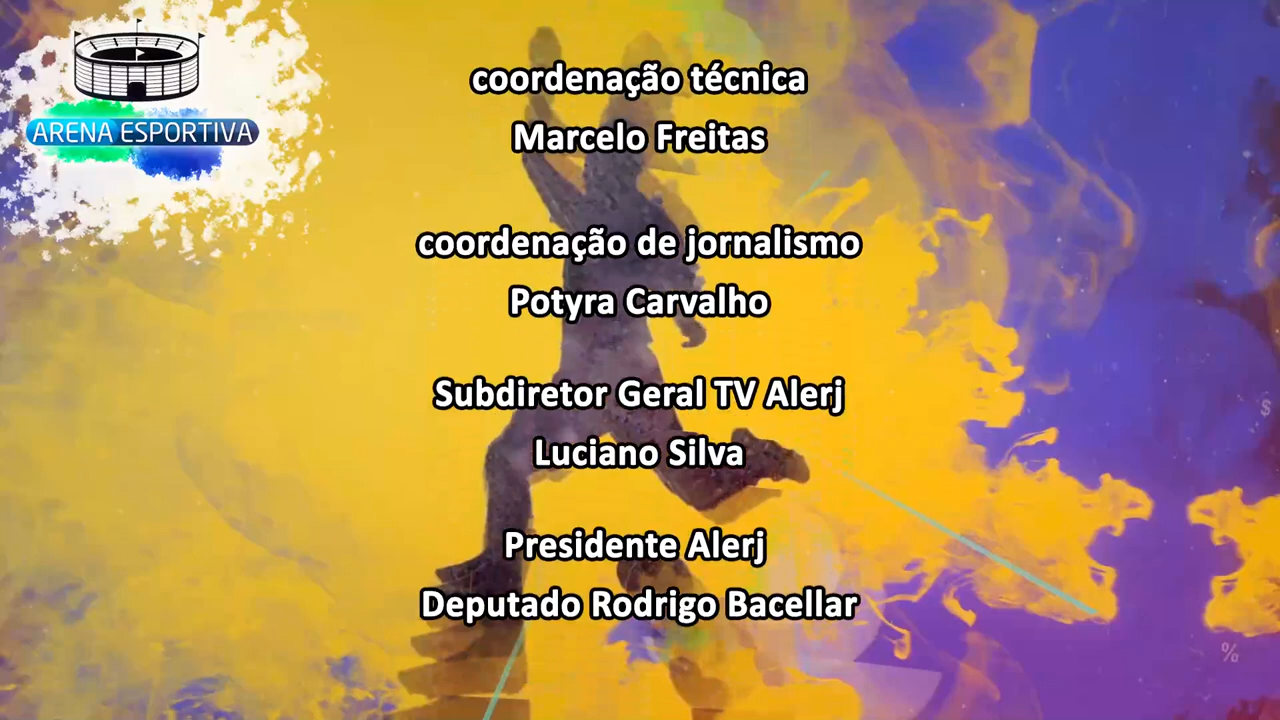 ARENA ESPORTIVA
coordenação técnica
Marcelo Freitas
coordenação de jornalismo
Potyra Carvalho
Subdiretor Geral TV Alerj
Luciano Silva
Presidente Alerj
Deputado Rodrigo Bacellar
$
%